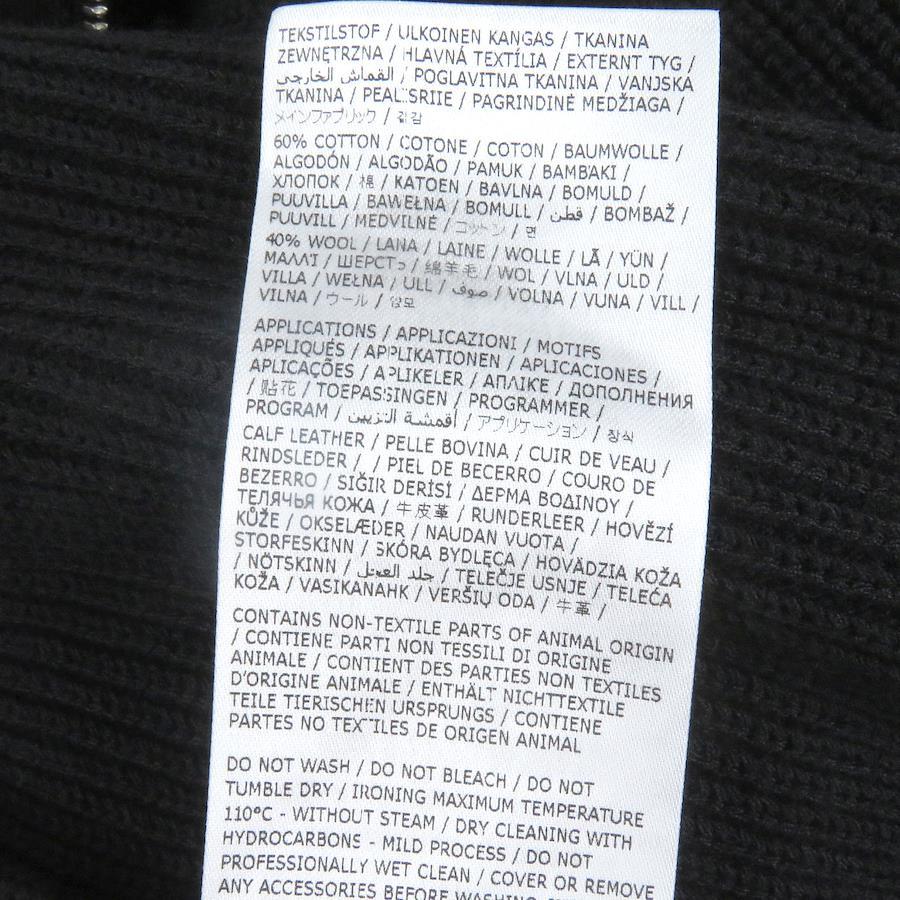 TEKSTILSTOF / ULKOINEN KANGAS / TKANINA
ZEWNĘTRZNA / HLAVNÁ TEXTÍLIA / EXTERNT TYG /
القماش الخارجي / POGLAVITNA TKANINA / VANJSKA
TKANINA / PEALISRIIE / PAGRINDINĖ MEDŽIAGA /
メインファブリック / 겉감
60% COTTON / COTONE / COTON / BAUMWOLLE /
ALGODÓN / ALGODÃO / PAMUK / ΒΑΜΒΑΚΙ /
ХЛОПОК / 棉 / KATOEN / BAVLNA / BOMULD /
PUUVILLA / BAWEŁNA / BOMULL / قطن / BOMBAŽ /
PUUVILL / MEDVILNĖ / コットン / 면
40% WOOL / LANA / LAINE / WOLLE / LÃ / YÜN /
ΜΑΛΛΊ / ШЕРСТЬ / 绵羊毛 / WOL / VLNA / ULD /
VILLA / WEŁNA / ULL / صوف / VOLNA / VUNA / VILL /
VILNA / ウール / 양모
APPLICATIONS / APPLICAZIONI / MOTIFS
APPLIQUÉS / APPLIKATIONEN / APLICACIONES /
APLICAÇÕES / APLIKELER / ΑΠΛΙΚΈ / ДОПОЛНЕНИЯ
/ 贴花 / TOEPASSINGEN / PROGRAMMER /
PROGRAM / أقمشة التزيين / アプリケーション / 장식
CALF LEATHER / PELLE BOVINA / CUIR DE VEAU /
RINDSLEDER / / PIEL DE BECERRO / COURO DE
BEZERRO / SIĞIR DERİSİ / ΔΕΡΜΑ ΒΟΔΙΝΟΥ /
ТЕЛЯЧЬЯ КОЖА / 牛皮革 / RUNDERLEER / HOVĚZÍ
KŮŽE / OKSELÆDER / NAUDAN VUOTA /
STORFESKINN / SKÓRA BYDLĘCA / HOVÄDZIA KOŽA
/ NÖTSKINN / جلد العجل / TELEČJE USNJE / TELEĆA
KOŽA / VASIKANAHK / VERŠIŲ ODA / 牛革 /
CONTAINS NON-TEXTILE PARTS OF ANIMAL ORIGIN
/ CONTIENE PARTI NON TESSILI DI ORIGINE
ANIMALE / CONTIENT DES PARTIES NON TEXTILES
D'ORIGINE ANIMALE / ENTHÄLT NICHTTEXTILE
TEILE TIERISCHEN URSPRUNGS / CONTIENE
PARTES NO TEXTILES DE ORIGEN ANIMAL
DO NOT WASH / DO NOT BLEACH / DO NOT
TUMBLE DRY / IRONING MAXIMUM TEMPERATURE
110°C - WITHOUT STEAM / DRY CLEANING WITH
HYDROCARBONS - MILD PROCESS / DO NOT
PROFESSIONALLY WET CLEAN / COVER OR REMOVE
ANY ACCESSORIES BEFORE WASHING